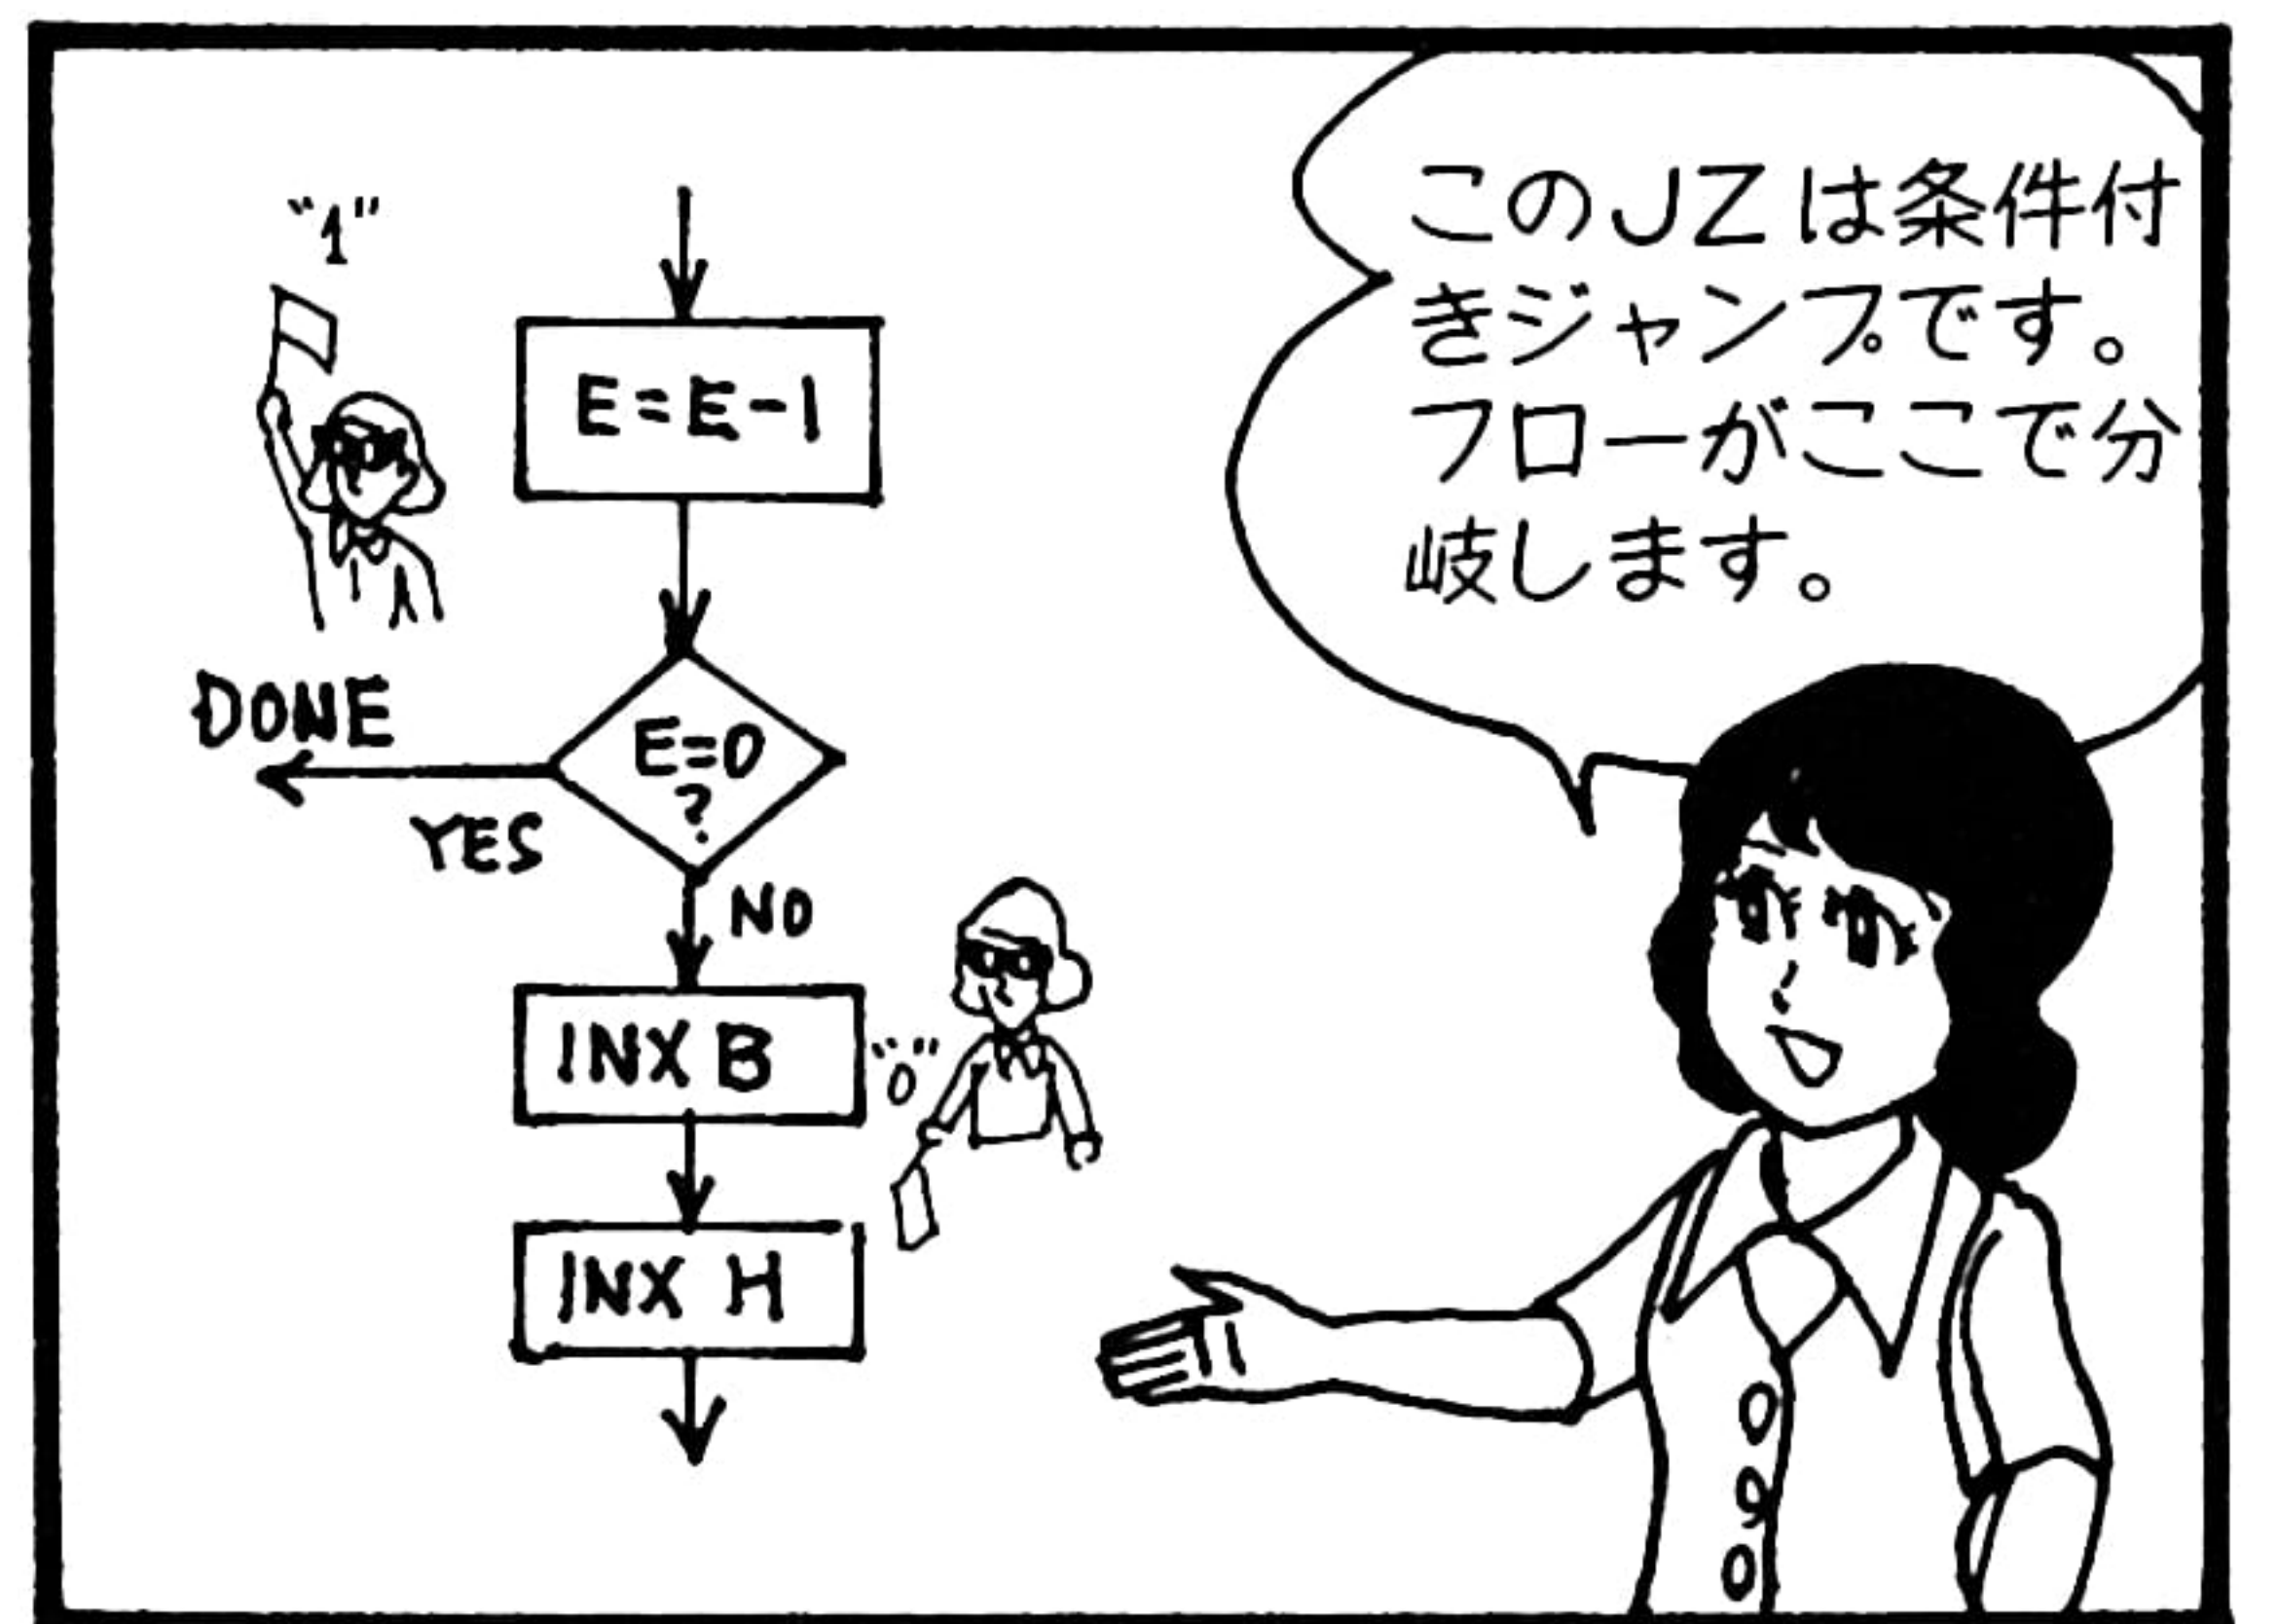 このJZは条件付
きジャンプです。
フローがここで分
岐します。
“1”
E=E-1
DONE
E=0
?
YES
NO
INX B
“0”
INX H